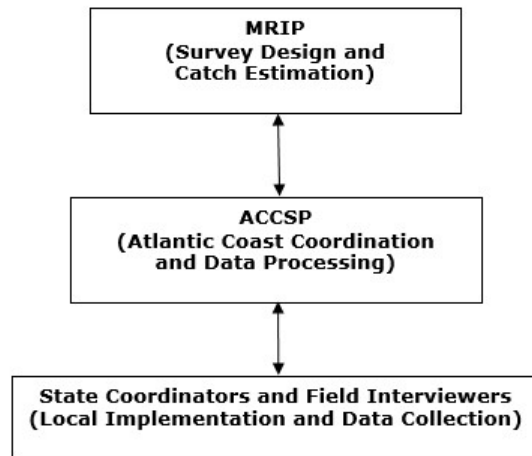 MRIP
(Survey Design and
Catch Estimation)
ACCSP
(Atlantic Coast Coordination
and Data Processing)
State Coordinators and Field Interviewers
(Local Implementation and Data Collection)